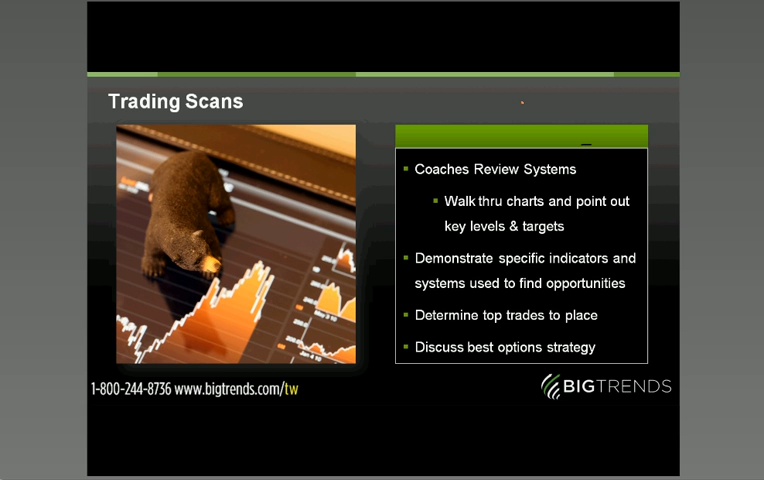 Trading Scans
Coaches Review Systems
Walk thru charts and point out
key levels & targets
Demonstrate specific indicators and
systems used to find opportunities
Determine top trades to place
Discuss best options strategy
1-800-244-8736 www.bigtrends.com/tw
BIGTRENDS